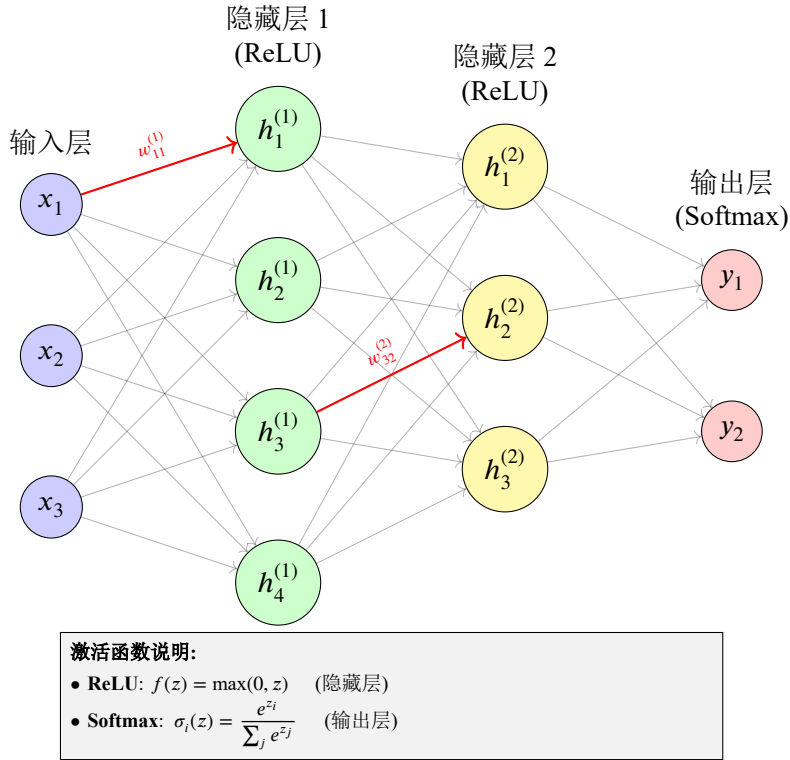 隐藏层 1
(ReLU)
隐藏层 2
(ReLU)
输入层
输出层
(Softmax)
w_{11}^{(1)}
w_{32}^{(2)}
x_1
x_2
x_3
h_1^{(1)}
h_2^{(1)}
h_3^{(1)}
h_4^{(1)}
h_1^{(2)}
h_2^{(2)}
h_3^{(2)}
y_1
y_2
激活函数说明:
• ReLU: f(z) = max(0, z) (隐藏层)
• Softmax: σ_i(z) = \frac{e^{z_i}}{\sum_j e^{z_j}} (输出层)